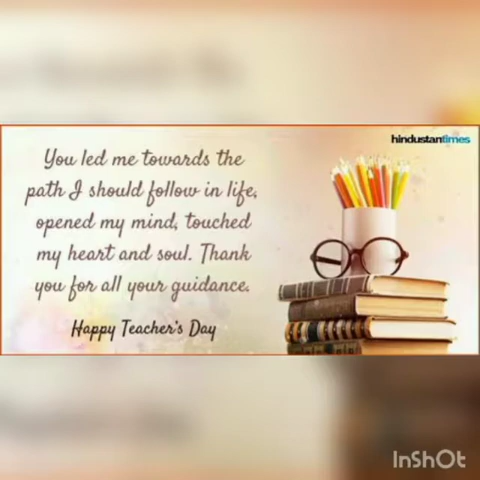 hindustantimes
You led me towards the
path I should follow in life,
opened my mind, touched
my heart and soul. Thank
you for all your guidance.
Happy Teacher's Day
InShOt